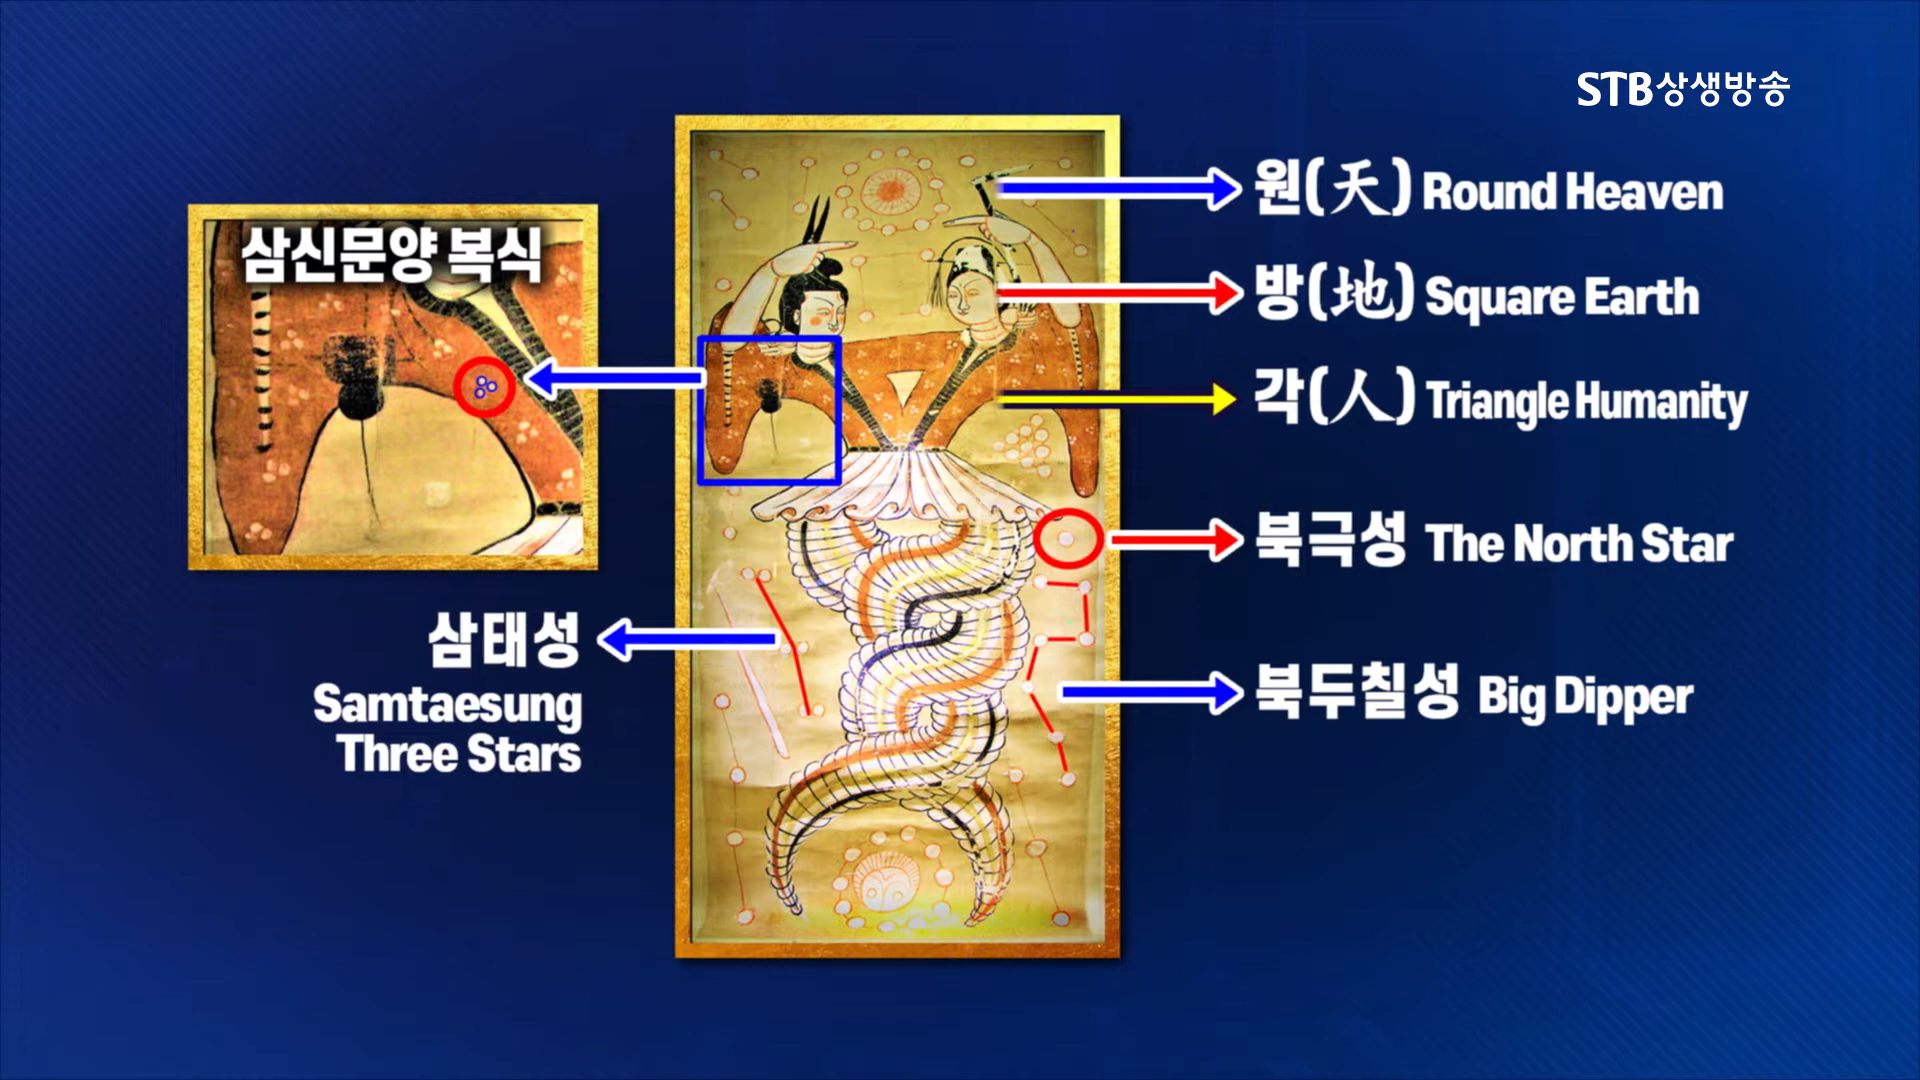 STB상생방송
삼신문양 복식
원(天) Round Heaven
방(地) Square Earth
각(人) Triangle Humanity
북극성 The North Star
삼태성
Samtaesung
Three Stars
북두칠성 Big Dipper